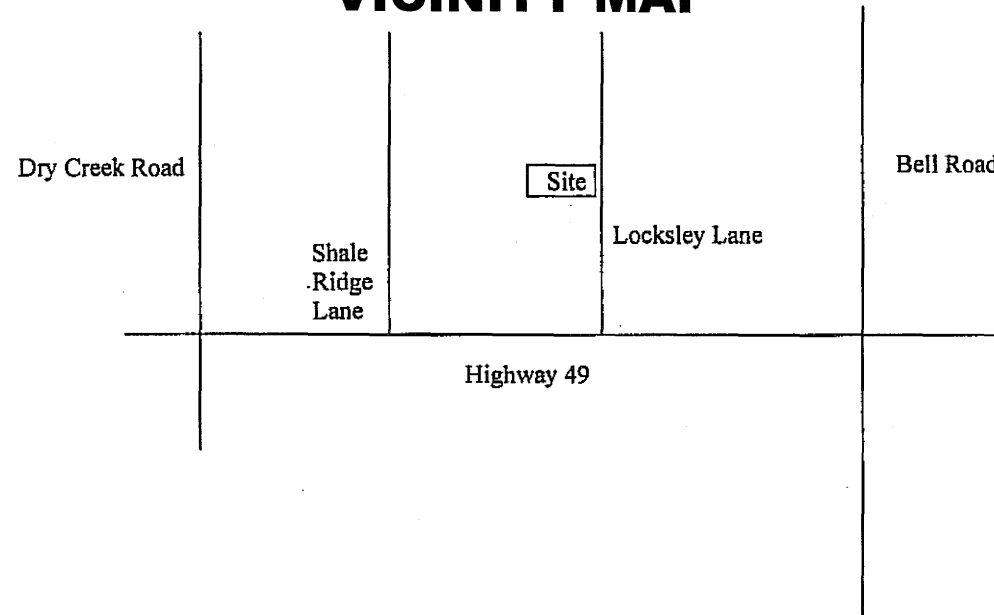 VICINITY MAP
Dry Creek Road
Site
Bell Road
Locksley Lane
Shale
Ridge
Lane
Highway 49